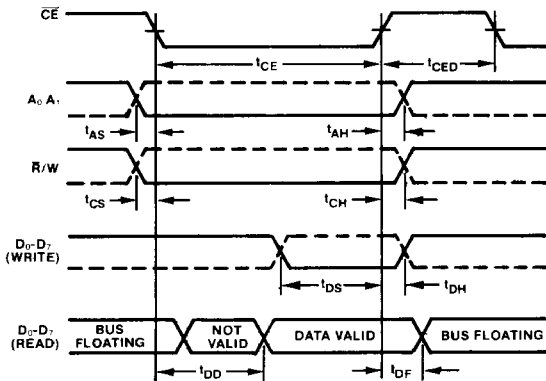 CE
tCE
tCED
A0 A1
tAS
tAH
R/W
tCS
tCH
D0-D7
(WRITE)
tDS
tDH
D0-D7
(READ)
BUS
FLOATING
NOT
VALID
DATA VALID
BUS FLOATING
tDD
tDF